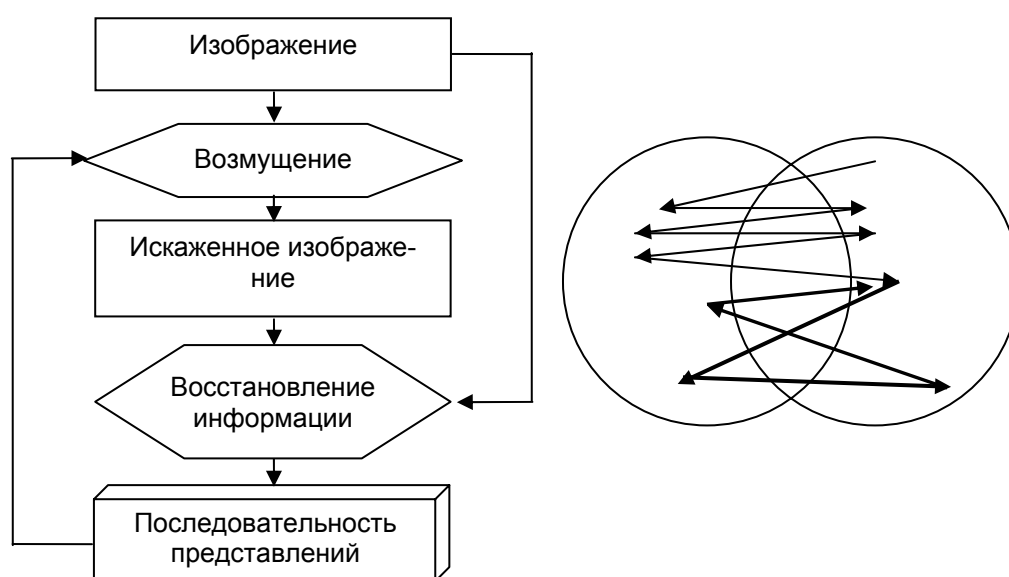 Изображение
Возмущение
Искаженное изображе-
ние
Восстановление
информации
Последовательность
представлений